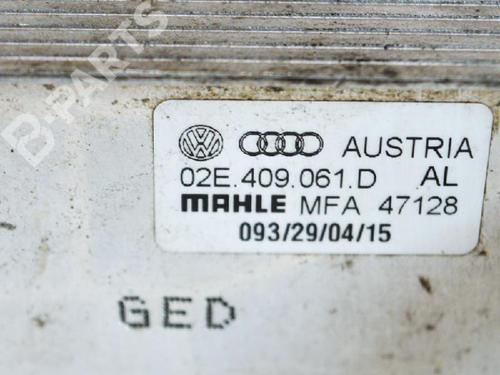 B-PARTS
AUSTRIA
02E.409.061.D AL
MAHLE MFA 47128
093/29/04/15
GED